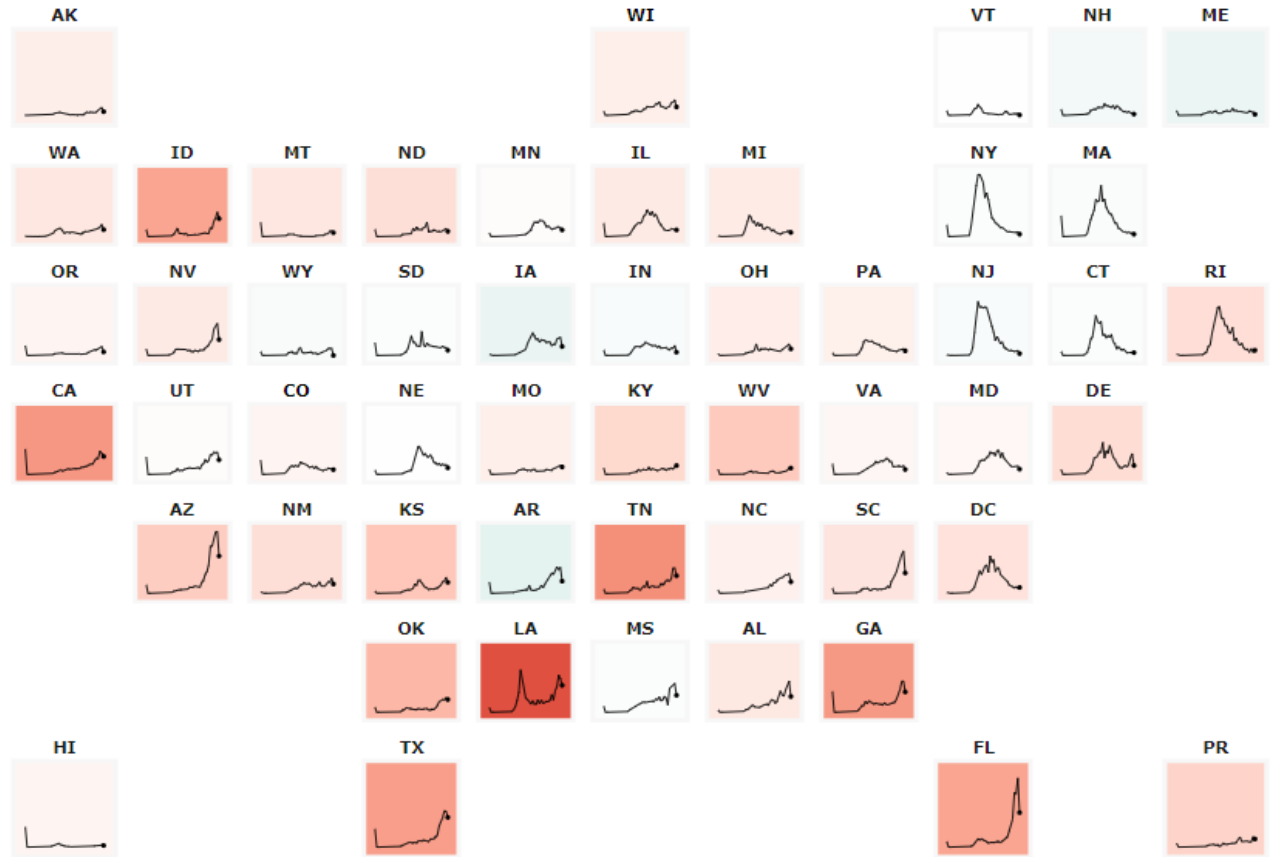 AK WI VT NH ME
WA ID MT ND MN IL MI NY MA
OR NV WY SD IA IN OH PA NJ CT RI
CA UT CO NE MO KY WV VA MD DE
AZ NM KS AR TN NC SC DC
OK LA MS AL GA
HI TX FL PR